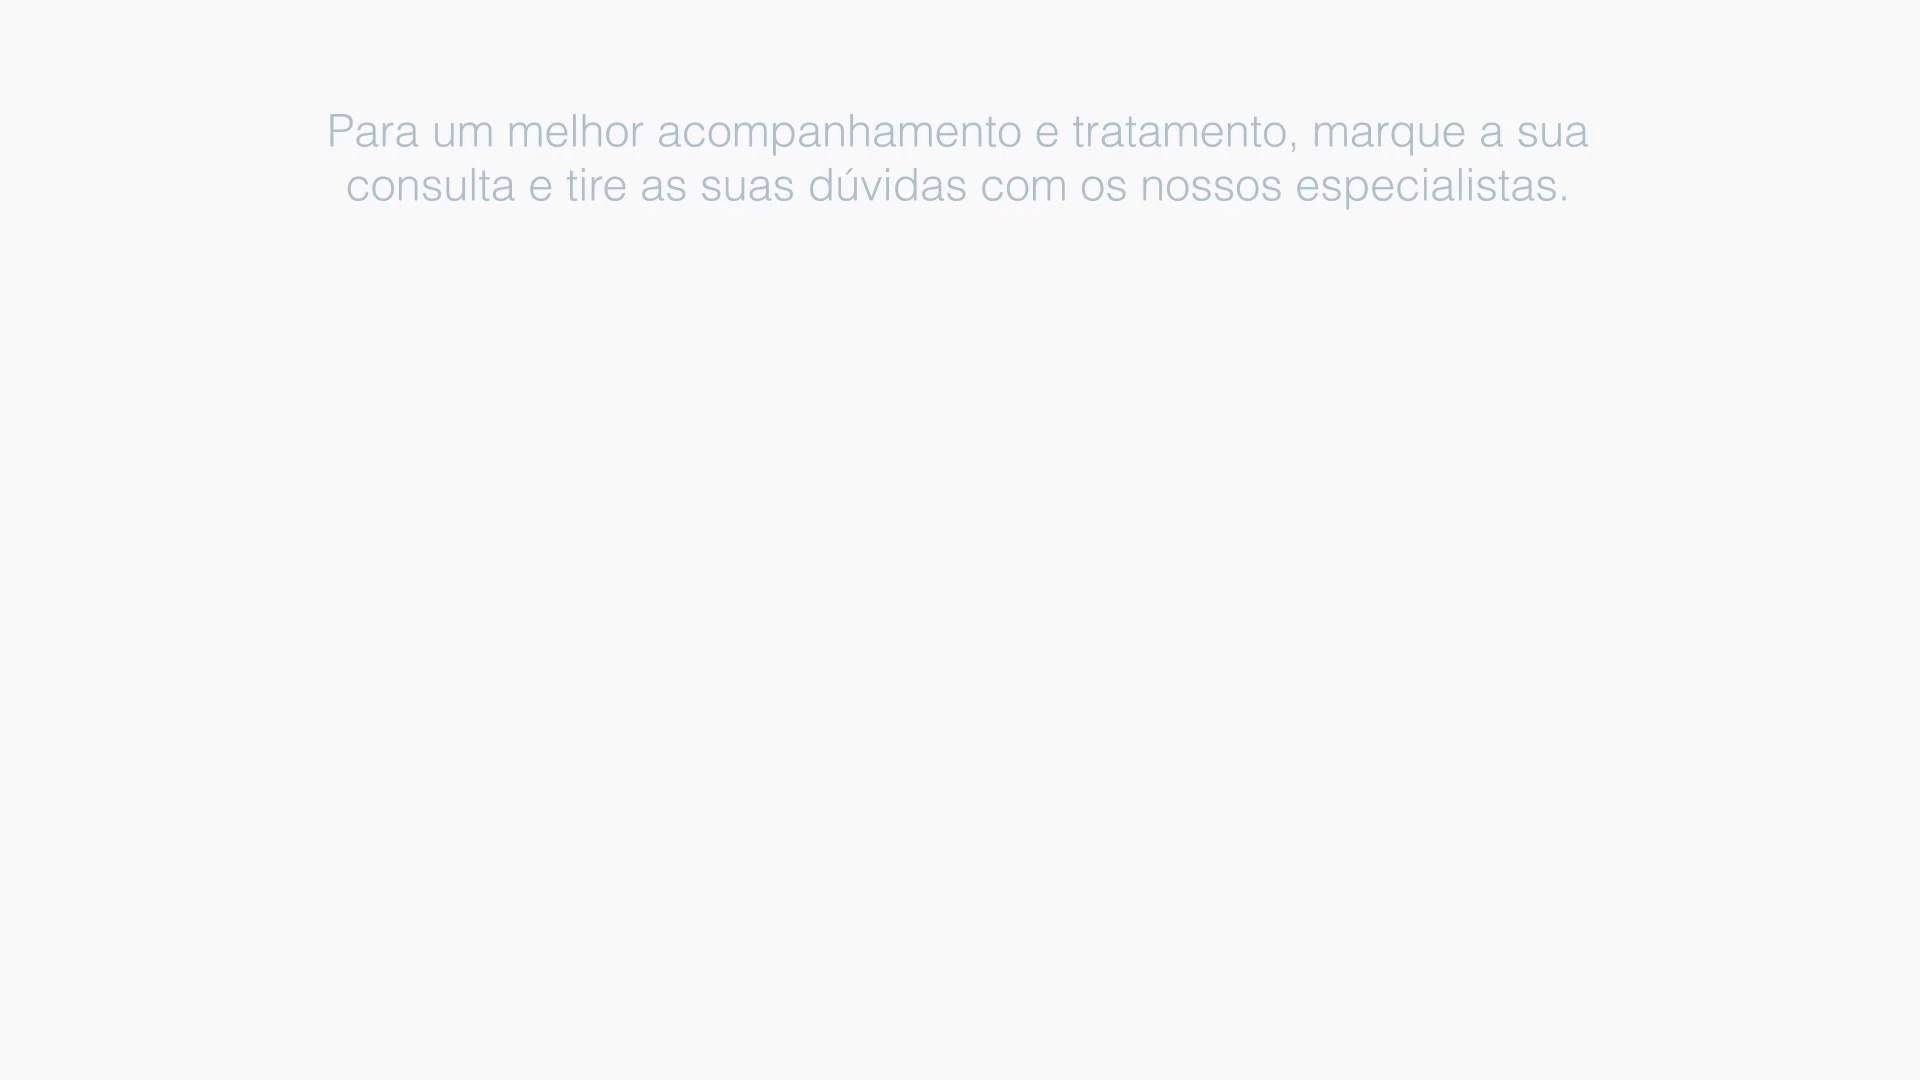 Para um melhor acompanhamento e tratamento, marque a sua
consulta e tire as suas dúvidas com os nossos especialistas.